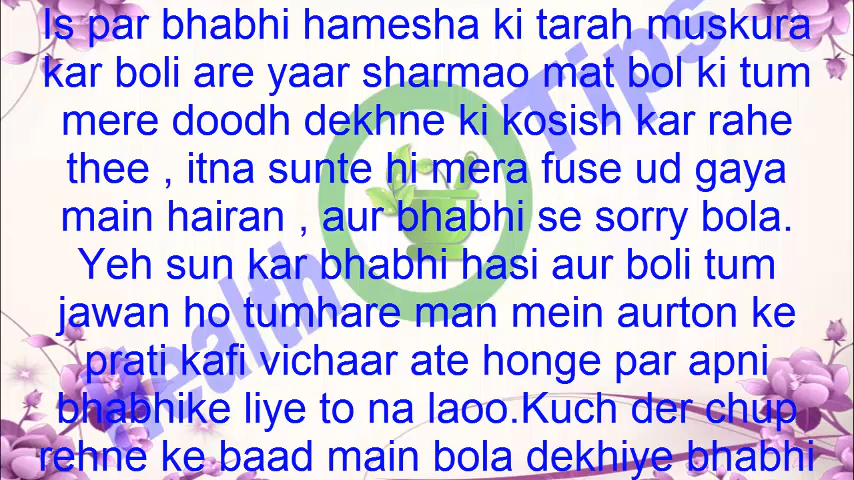 Is par bhabhi hamesha ki tarah muskura
kar boli are yaar sharmao mat bol ki tum
mere doodh dekhne ki kosish kar rahe
thee , itna sunte hi mera fuse ud gaya
main hairan , aur bhabhi se sorry bola.
Yeh sun kar bhabhi hasi aur boli tum
jawan ho tumhare man mein aurton ke
prati kafi vichaar ate honge par apni
bhabhike liye to na laoo.Kuch der chup
rehne ke baad main bola dekhiye bhabhi
Health Tips